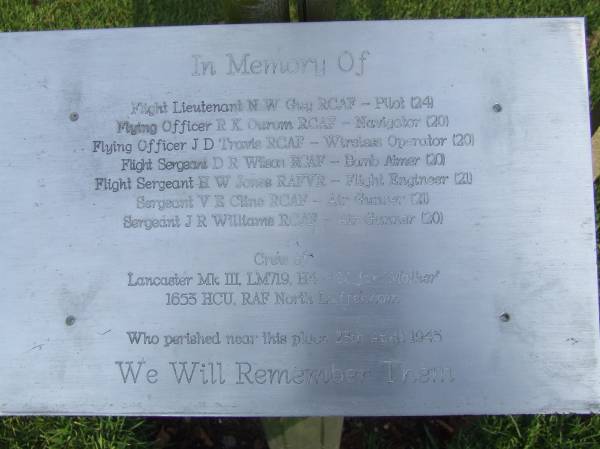 In Memory Of
Flight Lieutenant N W Guy RCAF - Pilot (24)
Flying Officer R K Ourum RCAF - Navigator (20)
Flying Officer J D Travis RCAF - Wireless Operator (20)
Flight Sergeant D R Wilson RCAF - Bomb Aimer (20)
Flight Sergeant H W Jones RAFVR - Flight Engineer (21)
Sergeant V E Cline RCAF - Air Gunner (21)
Sergeant J R Williams RCAF - Air Gunner (20)
Crew of
Lancaster Mk III, LM719,
1653 HCU, RAF North Luffenham
Who perished near this place 1945
We Will Remember Them